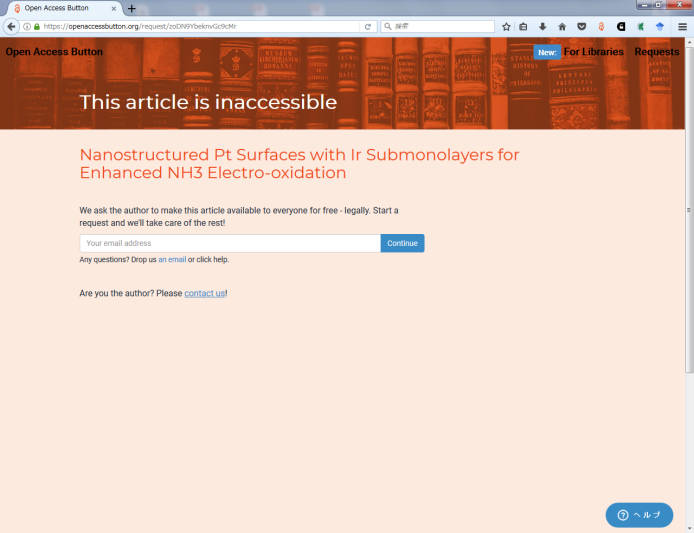 Open Access Button
https://openaccessbutton.org/request/zoDN9YbeknvGc9cMr
検索
Open Access Button
New: For Libraries Requests
This article is inaccessible
Nanostructured Pt Surfaces with Ir Submonolayers for
Enhanced NH3 Electro-oxidation
We ask the author to make this article available to everyone for free - legally. Start a
request and we'll take care of the rest!
Your email address
Continue
Any questions? Drop us an email or click help.
Are you the author? Please contact us!
ヘルプ